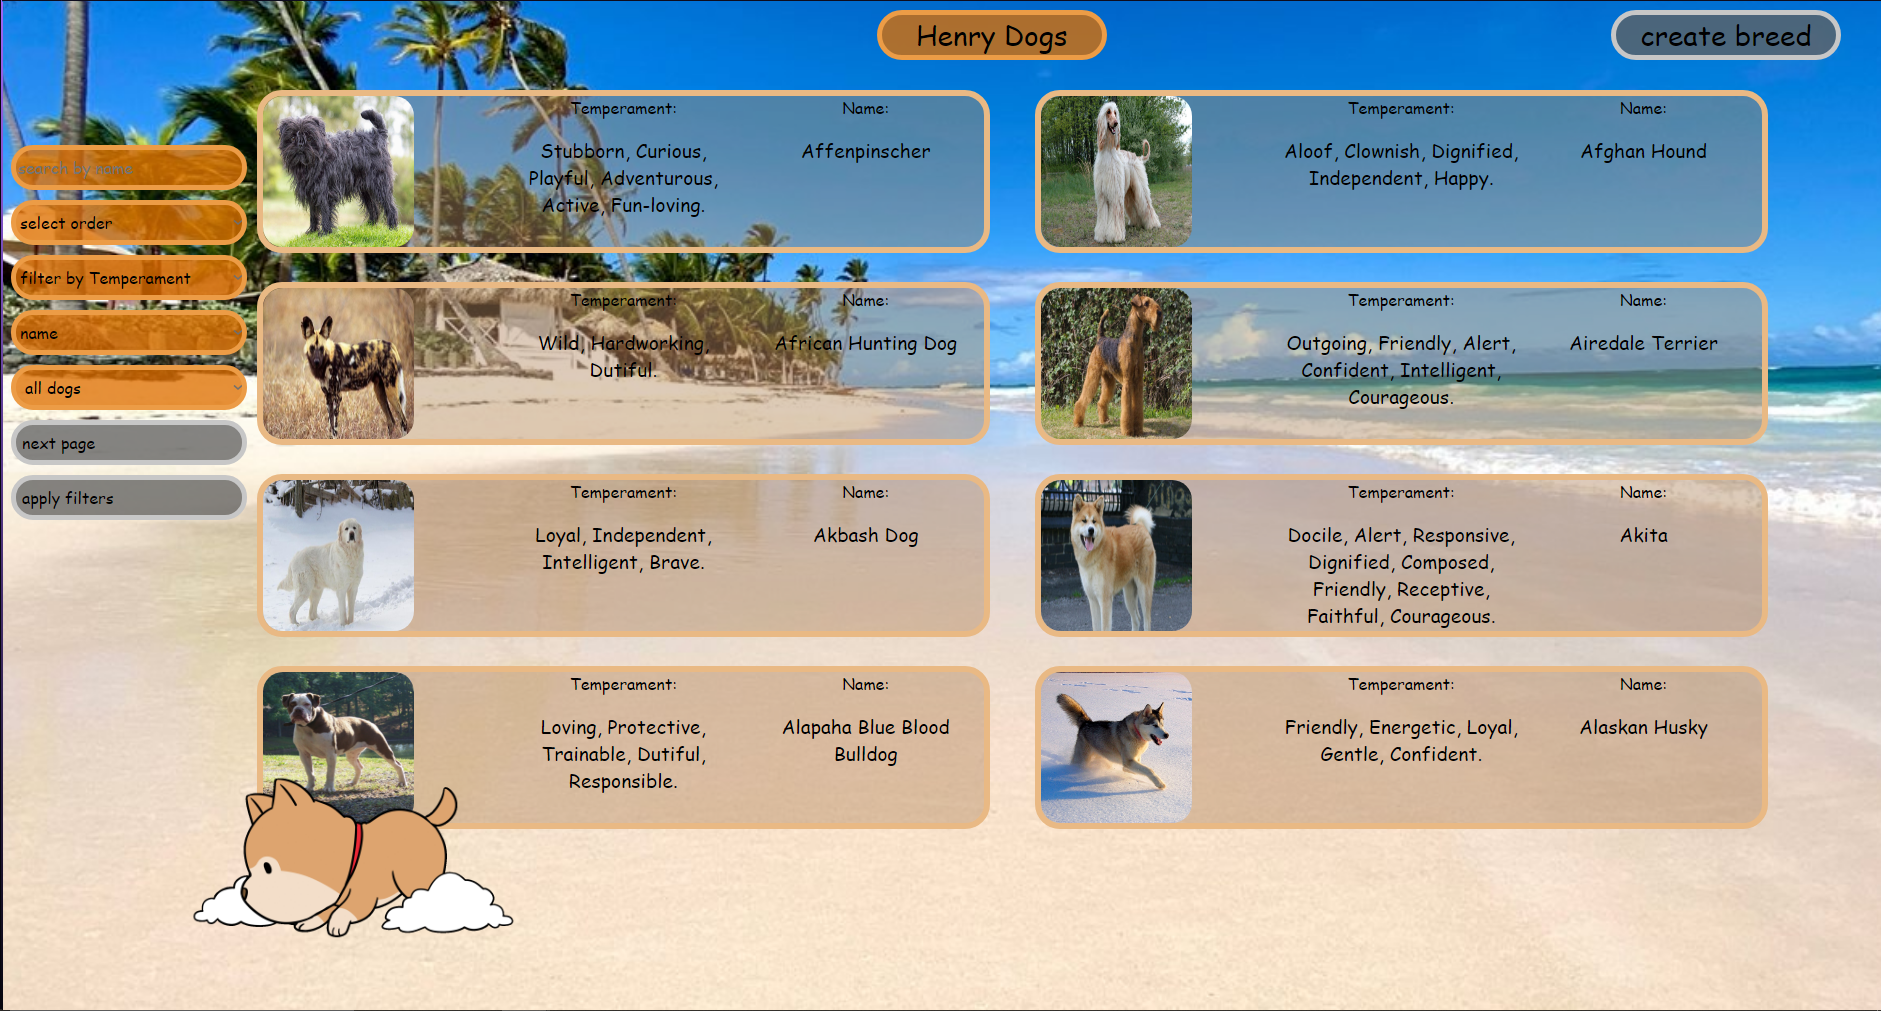 Henry Dogs
create breed
search by name
select order
filter by Temperament
name
all dogs
next page
apply filters
Temperament:
Stubborn, Curious,
Playful, Adventurous,
Active, Fun-loving.
Name:
Affenpinscher
Temperament:
Aloof, Clownish, Dignified,
Independent, Happy.
Name:
Afghan Hound
Temperament:
Wild, Hardworking,
Dutiful.
Name:
African Hunting Dog
Temperament:
Outgoing, Friendly, Alert,
Confident, Intelligent,
Courageous.
Name:
Airedale Terrier
Temperament:
Loyal, Independent,
Intelligent, Brave.
Name:
Akbash Dog
Temperament:
Docile, Alert, Responsive,
Dignified, Composed,
Friendly, Receptive,
Faithful, Courageous.
Name:
Akita
Temperament:
Loving, Protective,
Trainable, Dutiful,
Responsible.
Name:
Alapaha Blue Blood
Bulldog
Temperament:
Friendly, Energetic, Loyal,
Gentle, Confident.
Name:
Alaskan Husky